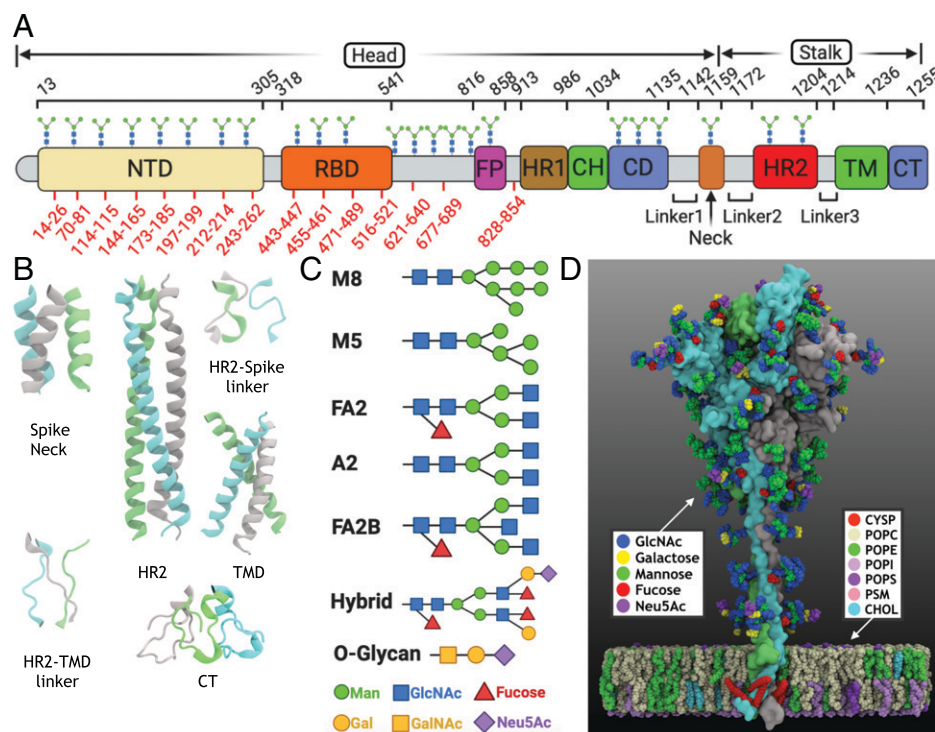 A
Head
Stalk
13
305
318
541
816
858
913
986
1034
1135
1142
1159
1172
1204
1214
1236
1255
NTD
RBD
FP
HR1
CH
CD
HR2
TM
CT
14-26
70-81
114-115
144-165
173-185
197-199
212-214
243-262
443-447
455-461
471-489
516-521
621-640
677-689
828-854
Linker1
Neck
Linker2
Linker3
B
Spike
Neck
HR2
HR2-Spike
linker
TMD
HR2-TMD
linker
CT
C
M8
M5
FA2
A2
FA2B
Hybrid
O-Glycan
Man
GlcNAc
Fucose
Gal
GalNAc
Neu5Ac
D
GlcNAc
Galactose
Mannose
Fucose
Neu5Ac
CYSP
POPC
POPE
POPI
POPS
PSM
CHOL